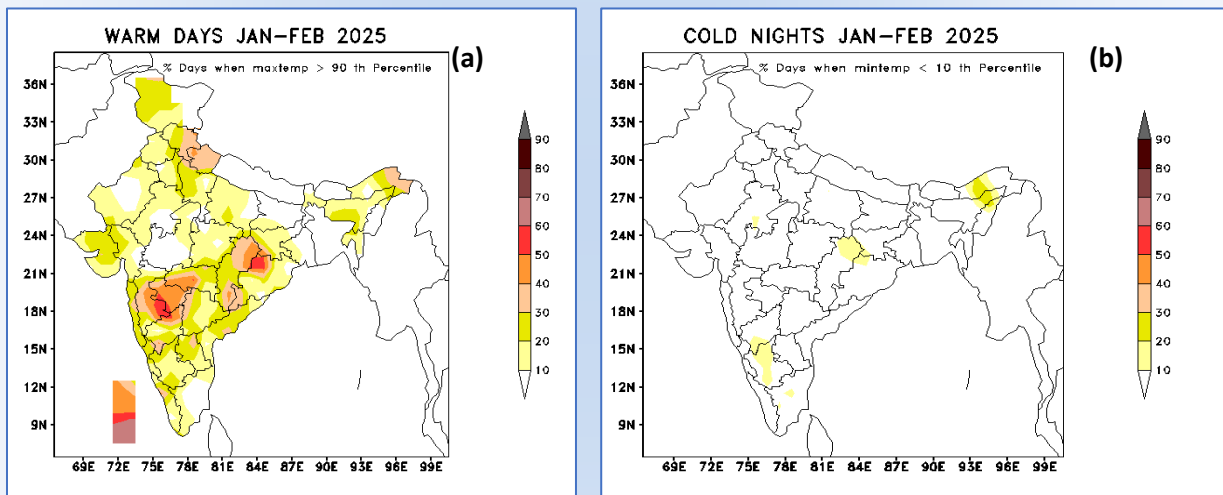 WARM DAYS JAN-FEB 2025
(a)
% Days when maxtemp > 90 th Percentile
36N
33N
30N
27N
24N
21N
18N
15N
12N
9N
69E 72E 75E 78E 81E 84E 87E 90E 93E 96E 99E
90
80
70
60
50
40
30
20
10
COLD NIGHTS JAN-FEB 2025
(b)
% Days when mintemp < 10 th Percentile
36N
33N
30N
27N
24N
21N
18N
15N
12N
9N
69E 72E 75E 78E 81E 84E 87E 90E 93E 96E 99E
90
80
70
60
50
40
30
20
10